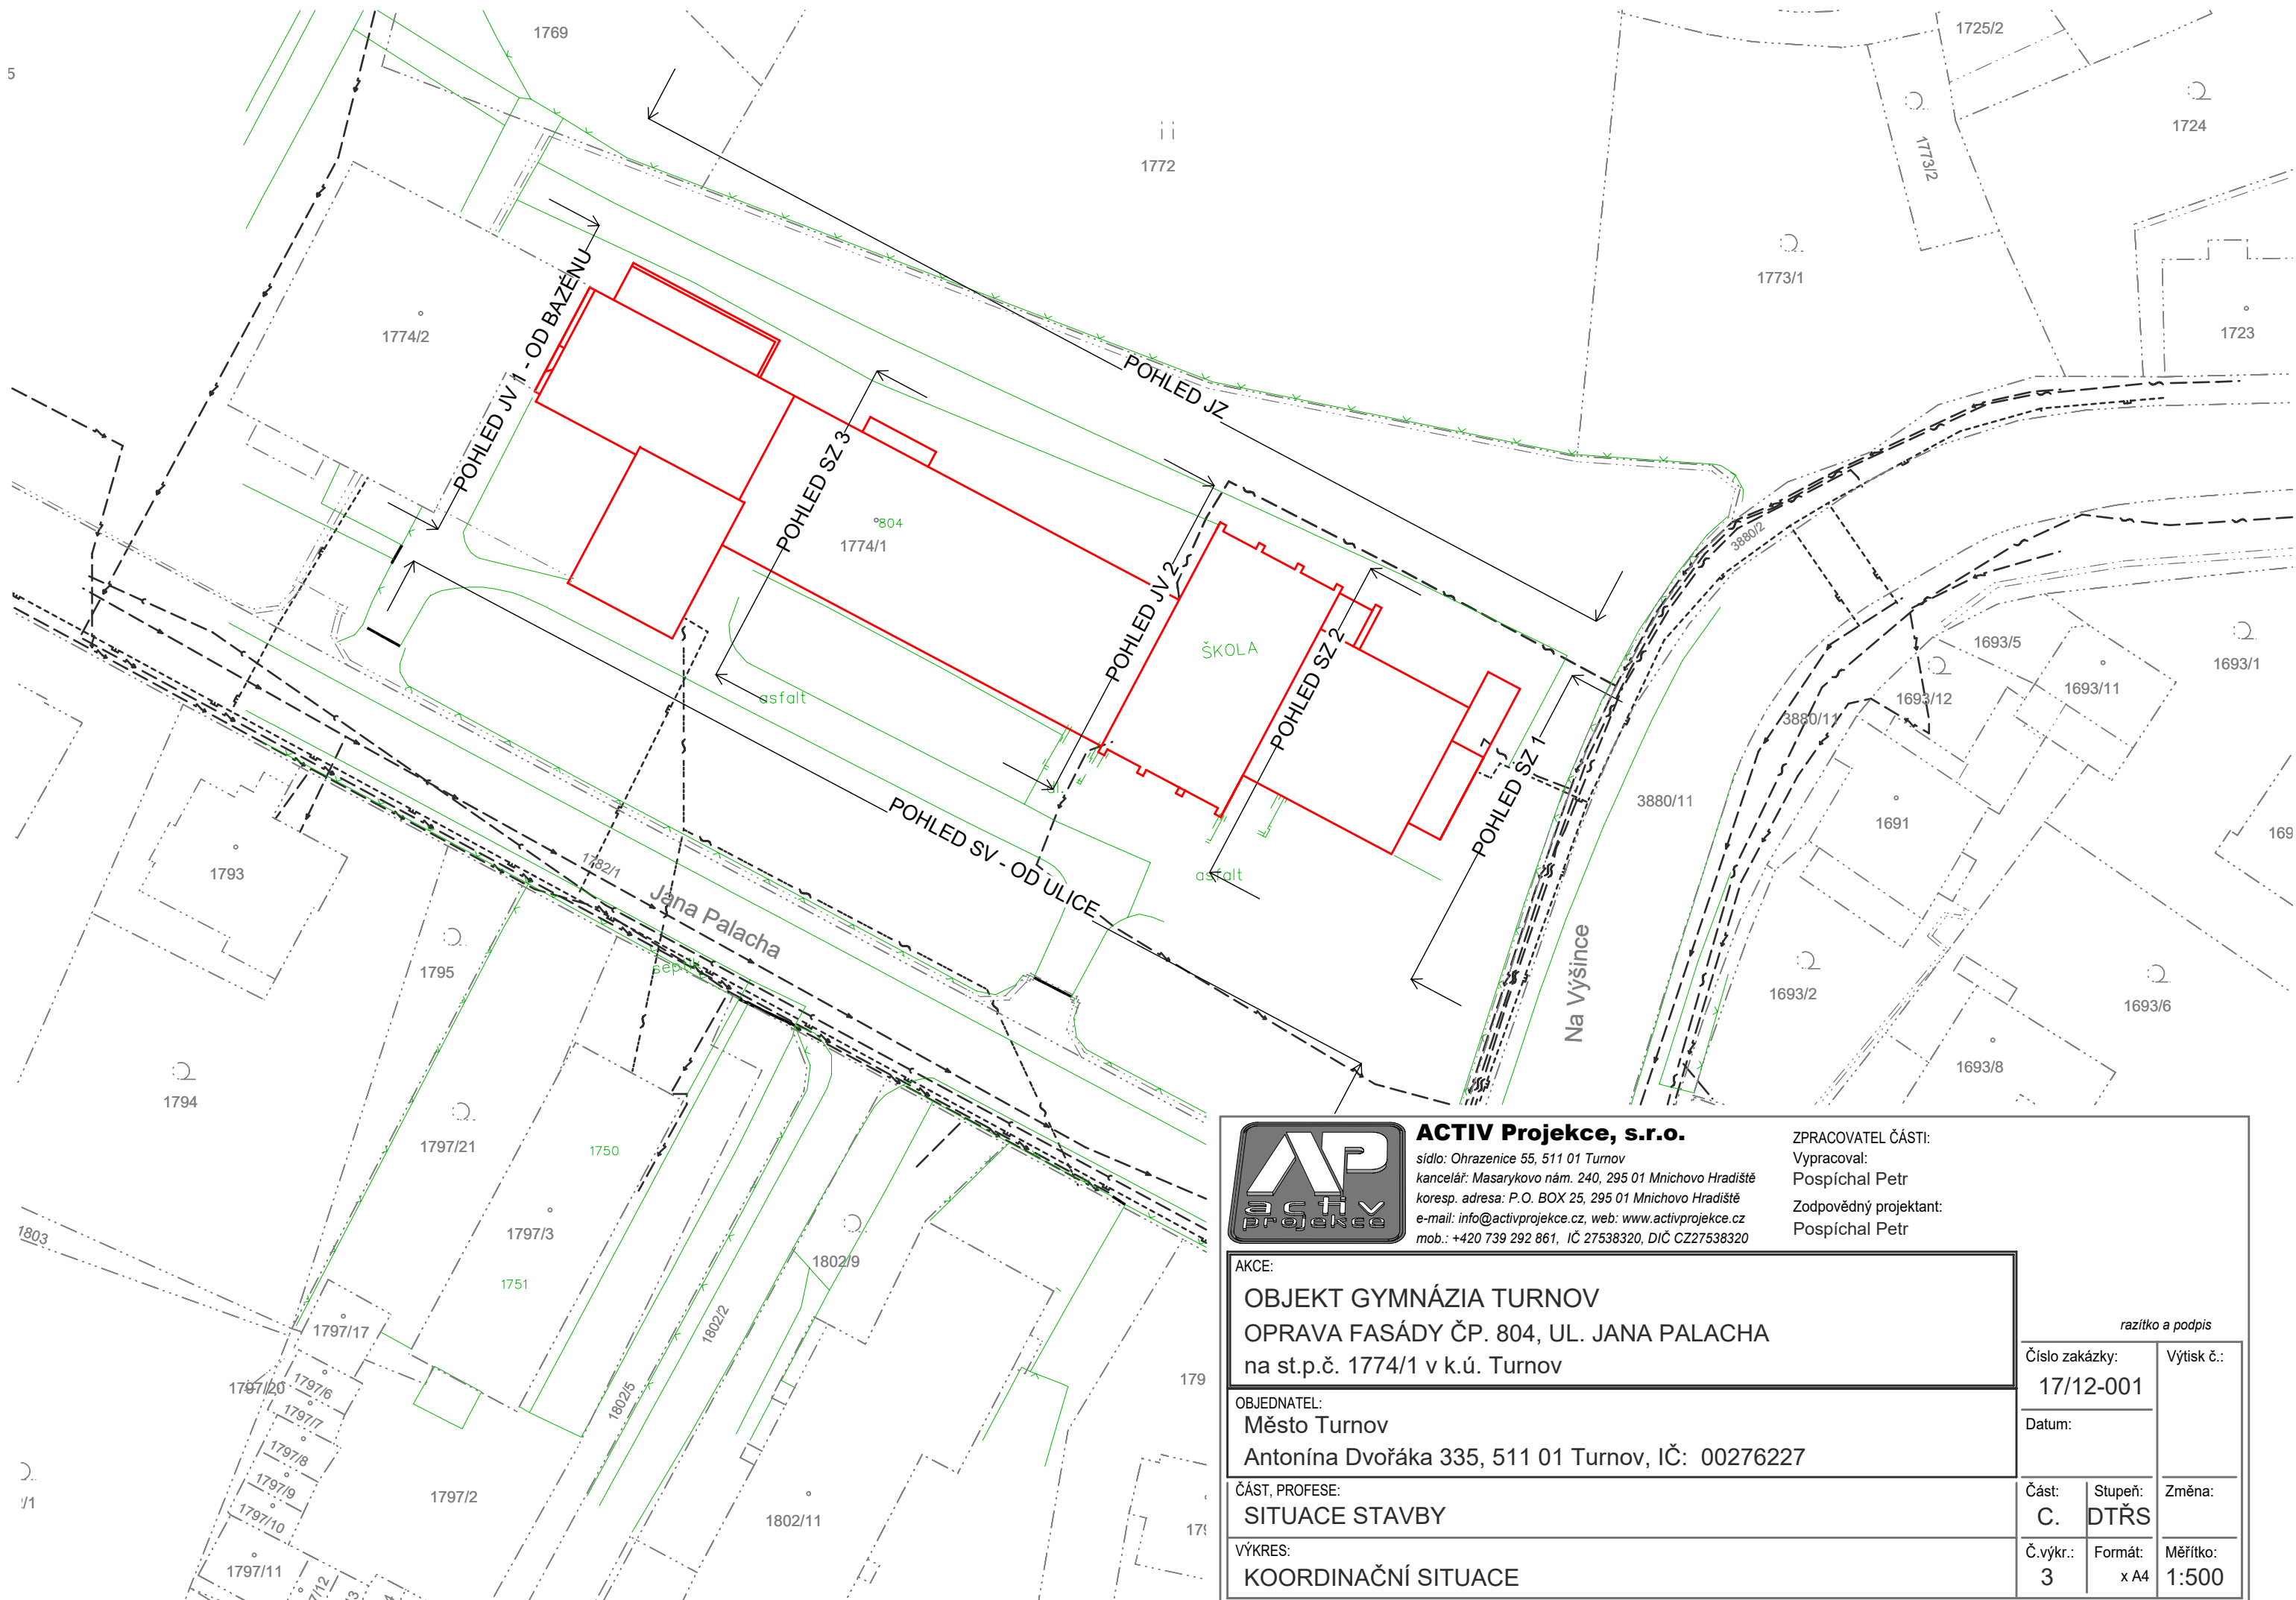 1769
1725/2
5
1724
1772
1773/2
1773/1
1774/2
1723
POHLED JV 1 - OD BAZÉNU
POHLED JZ
POHLED SZ 3
804
1774/1
3880/2
POHLED JV 2
ŠKOLA
POHLED SZ 2
1693/5
1693/1
1693/11
1693/12
asfalt
3880/11
POHLED SZ 1
3880/11
1691
169
POHLED SV - OD ULICE
1793
1782/1
Jana Palacha
asfalt
1795
Na Výšince
1693/2
1693/6
1693/8
1794
1797/21
1750
1797/3
1803
1751
1802/9
1802/2
1797/17
1797/20
1797/6
1797/7
1797/8
1797/9
1797/10
1802/5
179
1797/2
1802/11
/1
179
1797/11
AP
activ
projekce
ACTIV Projekce, s.r.o.
sídlo: Ohrazenice 55, 511 01 Turnov
kancelář: Masarykovo nám. 240, 295 01 Mnichovo Hradiště
koresp. adresa: P.O. BOX 25, 295 01 Mnichovo Hradiště
e-mail: info@activprojekce.cz, web: www.activprojekce.cz
mob.: +420 739 292 861, IČ 27538320, DIČ CZ27538320
ZPRACOVATEL ČÁSTI:
Vypracoval:
Pospíchal Petr
Zodpovědný projektant:
Pospíchal Petr
AKCE:
OBJEKT GYMNÁZIA TURNOV
OPRAVA FASÁDY ČP. 804, UL. JANA PALACHA
na st.p.č. 1774/1 v k.ú. Turnov
razítko a podpis
Číslo zakázky:
17/12-001
Výtisk č.:
Datum:
OBJEDNATEL:
Město Turnov
Antonína Dvořáka 335, 511 01 Turnov, IČ: 00276227
ČÁST, PROFESE:
SITUACE STAVBY
Část:
C.
Stupeň:
DTŘS
Změna:
VÝKRES:
KOORDINAČNÍ SITUACE
Č.výkr.:
3
Formát:
x A4
Měřítko:
1:500